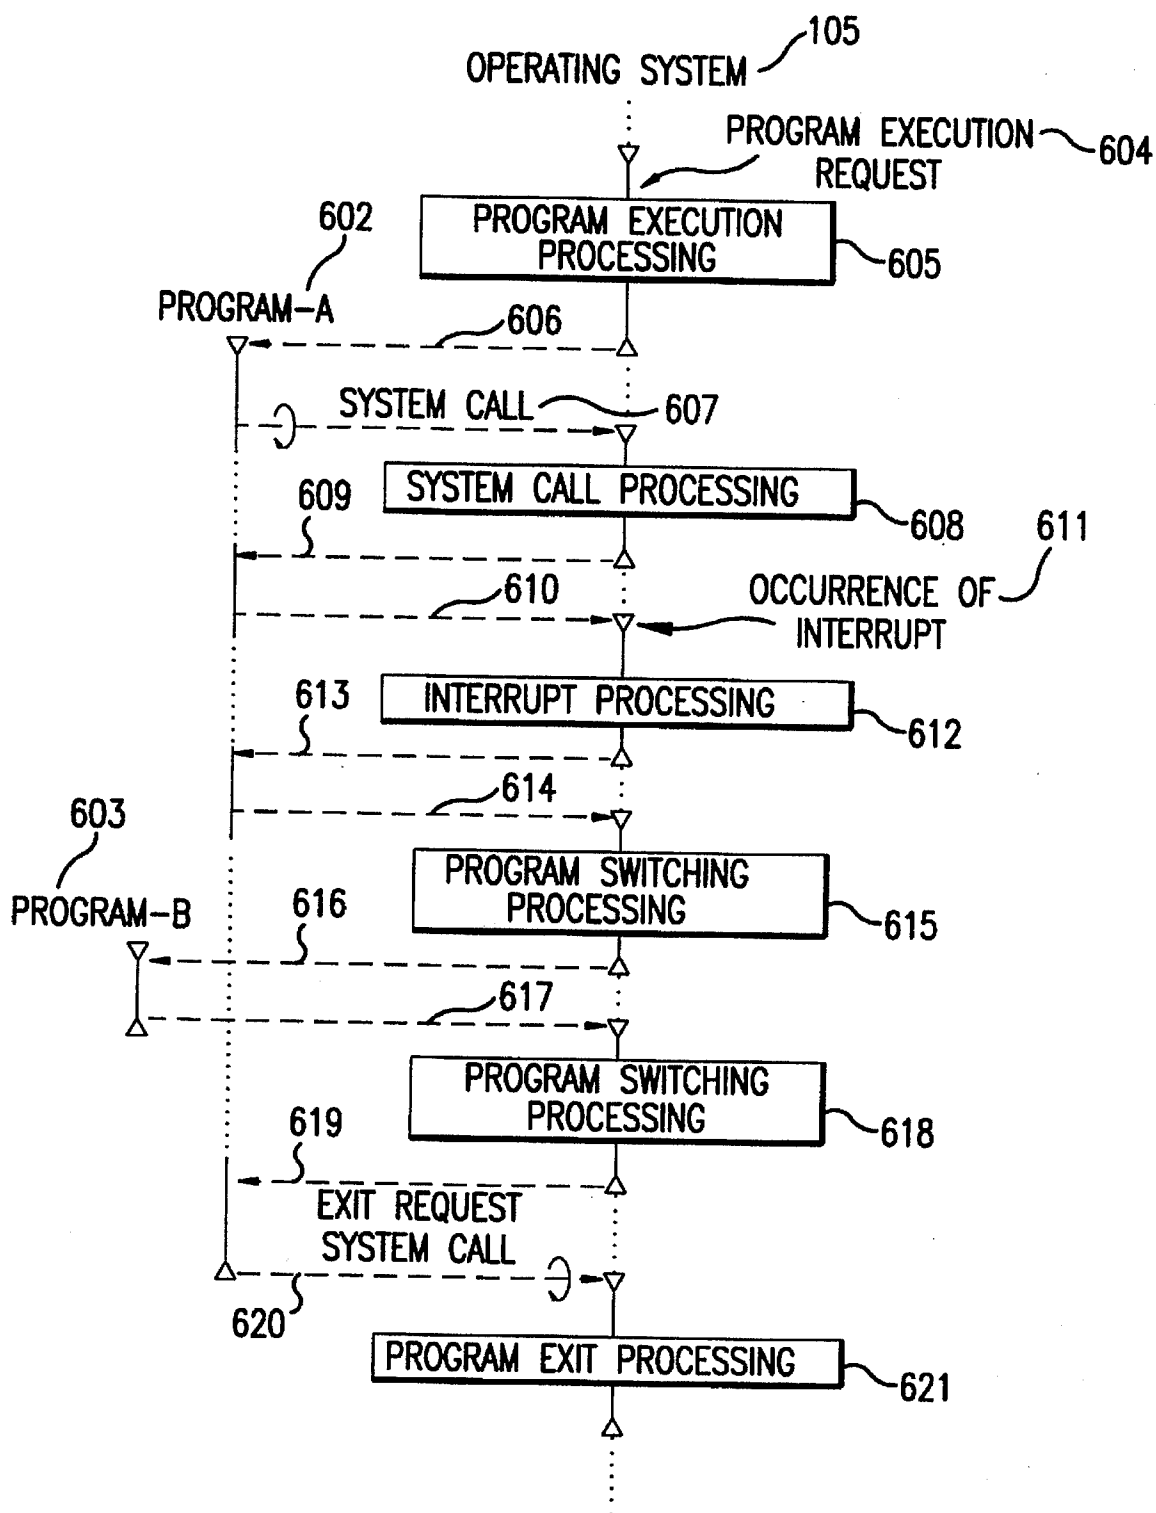 105
OPERATING SYSTEM
PROGRAM EXECUTION
REQUEST
604
PROGRAM EXECUTION
PROCESSING
605
602
PROGRAM-A
606
SYSTEM CALL
607
SYSTEM CALL PROCESSING
608
609
610
611
OCCURRENCE OF
INTERRUPT
INTERRUPT PROCESSING
612
613
614
603
PROGRAM-B
PROGRAM SWITCHING
PROCESSING
615
616
617
PROGRAM SWITCHING
PROCESSING
618
619
EXIT REQUEST
SYSTEM CALL
620
PROGRAM EXIT PROCESSING
621